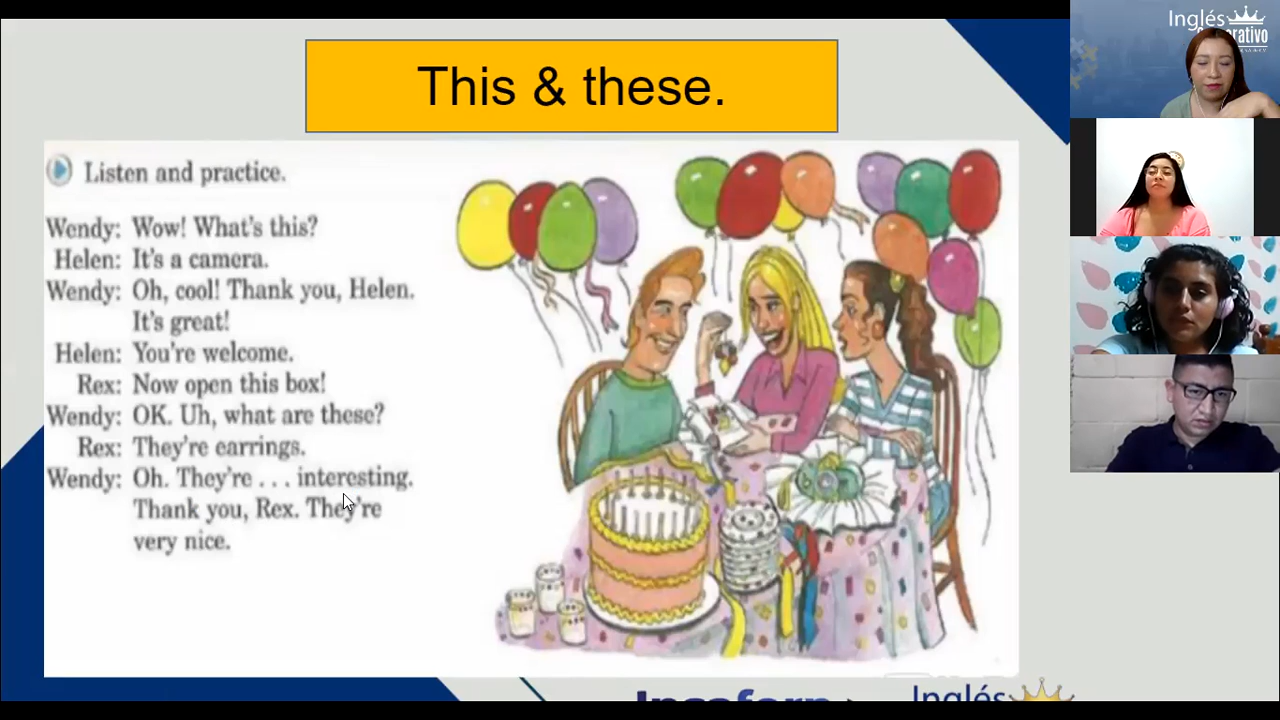 This & these.
Listen and practice.
Wendy: Wow! What's this?
Helen: It's a camera.
Wendy: Oh, cool! Thank you, Helen.
It's great!
Helen: You're welcome.
Rex: Now open this box!
Wendy: OK. Uh, what are these?
Rex: They're earrings.
Wendy: Oh. They're . . . interesting.
Thank you, Rex. They're
very nice.
Inglés
Inglés